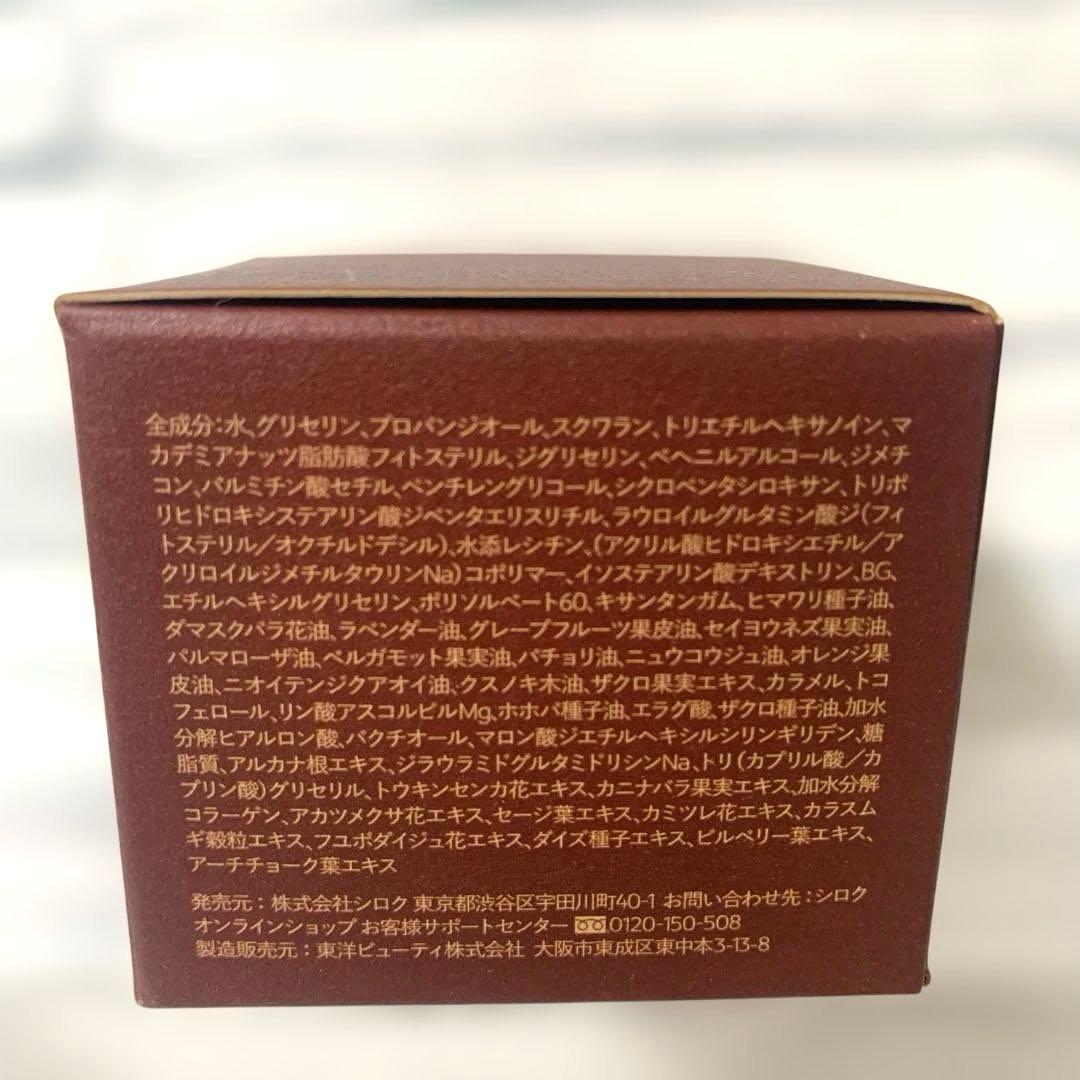 全成分:水、グリセリン、プロパンジオール、スクワラン、トリエチルヘキサノイン、マ
カデミアナッツ脂肪酸フィトステリル、ジグリセリン、ベヘニルアルコール、ジメチ
コン、パルミチン酸セチル、ペンチレングリコール、シクロペンタシロキサン、トリポ
リヒドロキシステアリン酸ジペンタエリスリチル、ラウロイルグルタミン酸ジ(フィ
トステリル/オクチルドデシル)、水添レシチン、(アクリル酸ヒドロキシエチル/ア
クリロイルジメチルタウリンNa)コポリマー、イソステアリン酸デキストリン、BG、
エチルヘキシルグリセリン、ポリソルベート60、キサンタンガム、ヒマワリ種子油、
ダマスクバラ花油、ラベンダー油、グレープフルーツ果皮油、セイヨウネズ果実油、
パルマローザ油、ベルガモット果実油、パチョリ油、ニュウコウジュ油、オレンジ果
皮油、ニオイテンジクアオイ油、クスノキ木油、ザクロ果実エキス、カラメル、トコ
フェロール、リン酸アスコルビルMg、ホホバ種子油、エラグ酸、ザクロ種子油、加水
分解ヒアルロン酸、バクチオール、マロン酸ジエチルヘキシルシリンギリデン、糖
脂質、アルカナ根エキス、ジラウラミドグルタミドリシンNa、トリ(カプリル酸/カ
プリン酸)グリセリル、トウキンセンカ花エキス、カニナバラ果実エキス、加水分解
コラーゲン、アカツメクサ花エキス、セージ葉エキス、カミツレ花エキス、カラスム
ギ穀粒エキス、フユボダイジュ花エキス、ダイズ種子エキス、ビルベリー葉エキス、
アーチチョーク葉エキス
発売元:株式会社シロク 東京都渋谷区宇田川町40-1 お問い合わせ先:シロク
オンラインショップ お客様サポートセンター 0120-150-508
製造販売元:東洋ビューティ株式会社 大阪市東成区東中本3-13-8